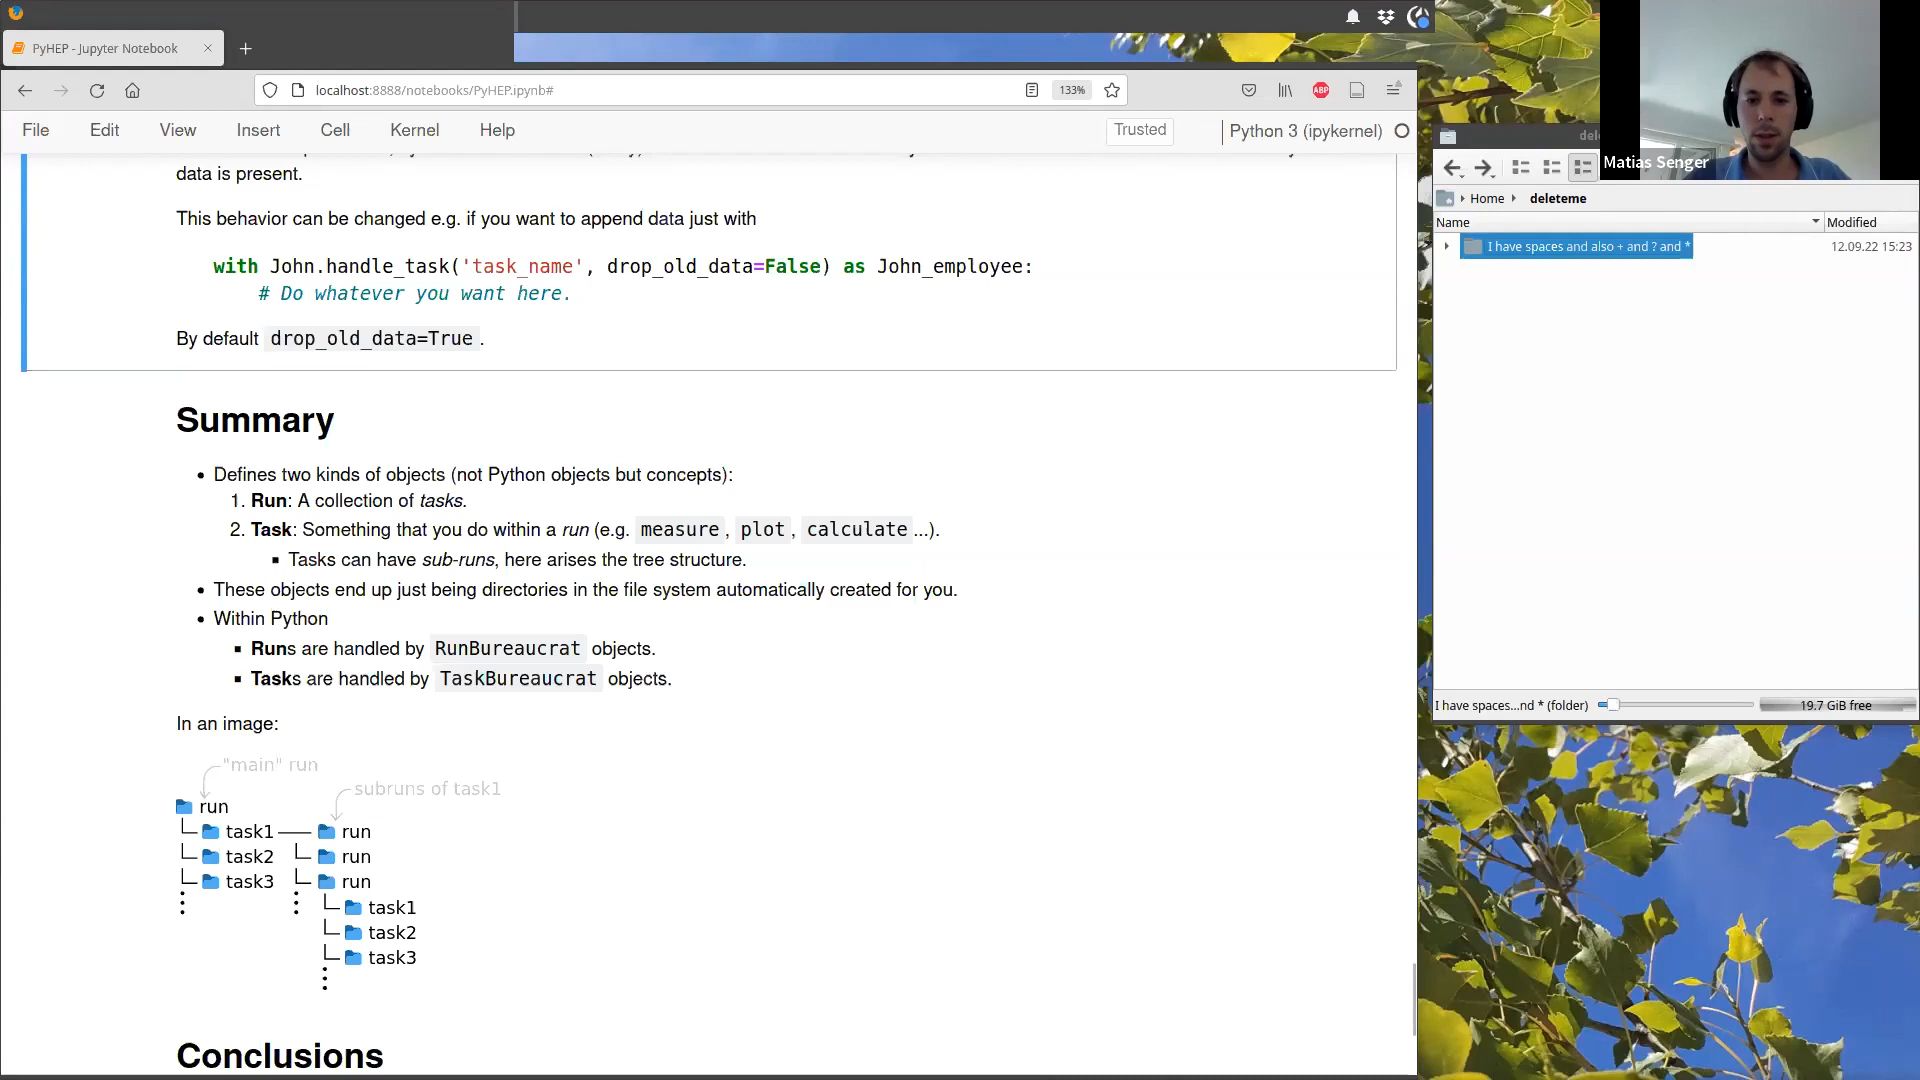 PyHEP - Jupyter Notebook
localhost:8888/notebooks/PyHEP.ipynb#
133%
ABP
File Edit View Insert Cell Kernel Help
Trusted
Python 3 (ipykernel)
data is present.
This behavior can be changed e.g. if you want to append data just with
with John.handle_task('task_name', drop_old_data=False) as John_employee:
# Do whatever you want here.
By default drop_old_data=True.
Summary
• Defines two kinds of objects (not Python objects but concepts):
1. Run: A collection of tasks.
2. Task: Something that you do within a run (e.g. measure, plot, calculate...).
▪ Tasks can have sub-runs, here arises the tree structure.
• These objects end up just being directories in the file system automatically created for you.
• Within Python
▪ Runs are handled by RunBureaucrat objects.
▪ Tasks are handled by TaskBureaucrat objects.
In an image:
"main" run
subruns of task1
run
task1 run
task2 run
task3 run
task1
task2
task3
Conclusions
Matias Senger
Home deleteme
Name Modified
I have spaces and also + and ? and * 12.09.22 15:23
I have spaces...nd * (folder) 19.7 GiB free